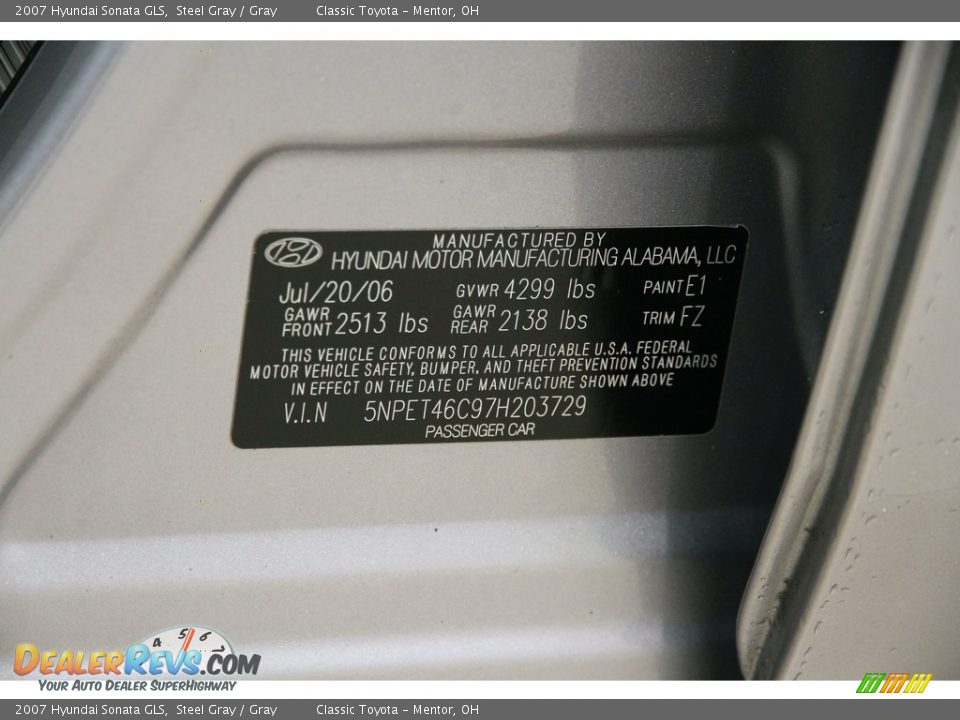 2007 Hyundai Sonata GLS, Steel Gray / Gray Classic Toyota - Mentor, OH
MANUFACTURED BY
HYUNDAI MOTOR MANUFACTURING ALABAMA, LLC
Jul/20/06 GVWR 4299 lbs PAINT E1
GAWR FRONT 2513 lbs GAWR REAR 2138 lbs TRIM FZ
THIS VEHICLE CONFORMS TO ALL APPLICABLE U.S.A. FEDERAL
MOTOR VEHICLE SAFETY, BUMPER, AND THEFT PREVENTION STANDARDS
IN EFFECT ON THE DATE OF MANUFACTURE SHOWN ABOVE
V.I.N 5NPET46C97H203729
PASSENGER CAR
4 5 6
DEALERREVS.COM
YOUR AUTO DEALER SUPERHIGHWAY
2007 Hyundai Sonata GLS, Steel Gray / Gray Classic Toyota - Mentor, OH